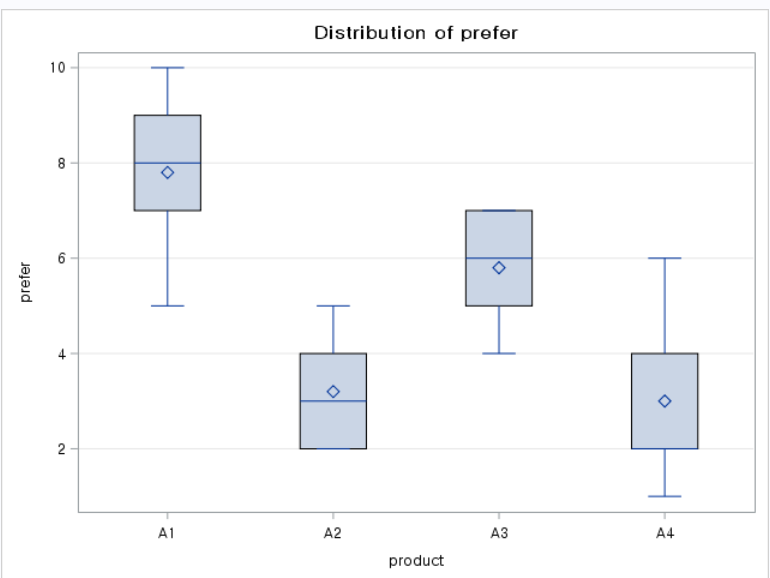 Distribution of prefer
10
8
6
4
2
prefer
A1 A2 A3 A4
product